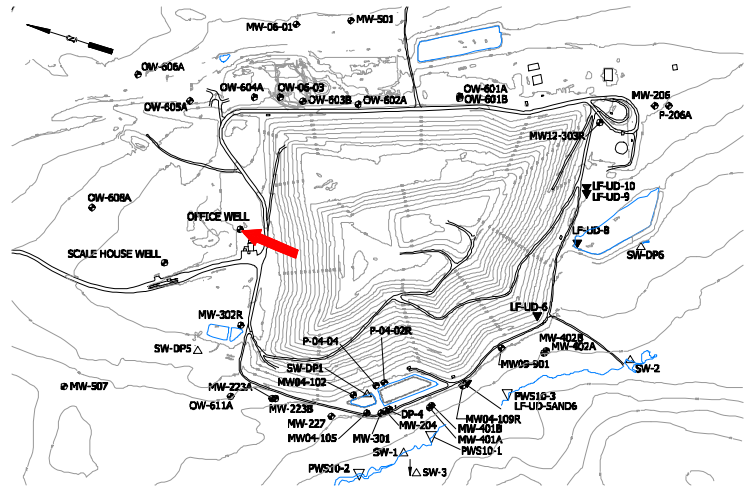 MW-06-01
MW-501
N
OW-606A
OW-605A
OW-604A
OW-06-03
OW-603B
OW-602A
OW-601A
OW-601B
MW-206
P-206A
MW12-303R
OW-608A
OFFICE WELL
SCALE HOUSE WELL
LF-UD-10
LF-UD-9
LF-UD-8
SW-DP6
MW-302R
SW-DP5
LF-UD-6
P-04-04
P-04-02R
MW-402B
MW-402A
MW09-901
SW-2
SW-DP1
MW04-102
MW-507
MW-223A
OW-611A
MW-223B
MW-227
MW04-105
MW-301
DP-4
MW-204
MW04-109R
PWS10-3
LF-UD-5AND6
MW-401B
MW-401A
PWS10-1
SW-1
PWS10-2
SW-3